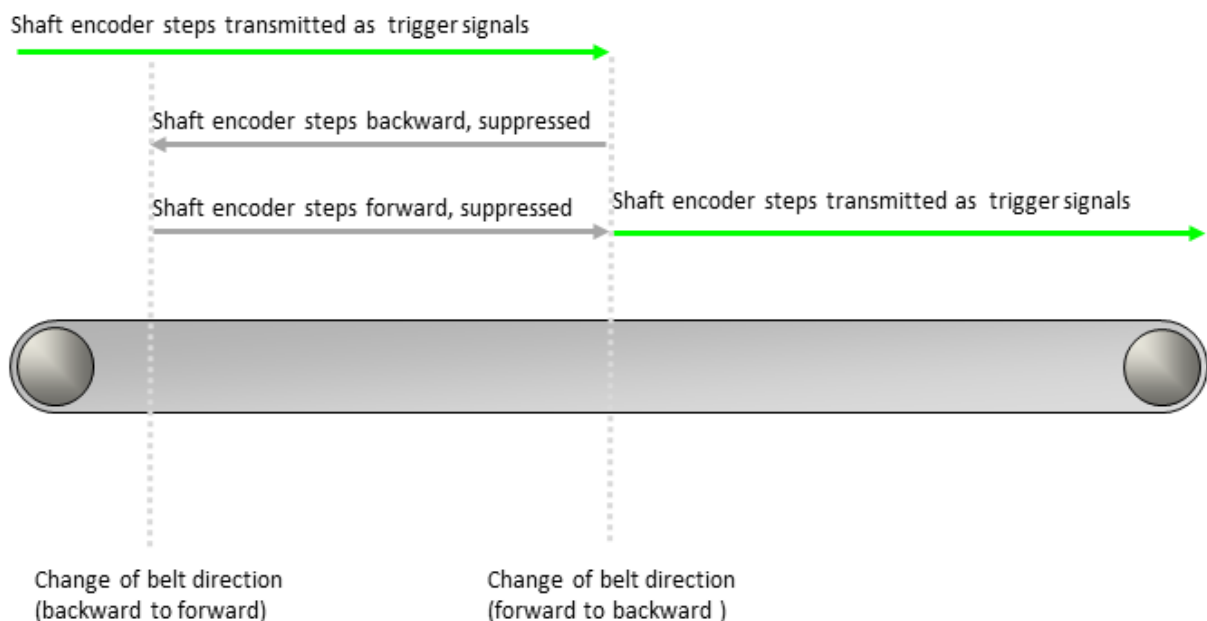 Shaft encoder steps transmitted as trigger signals
Shaft encoder steps backward, suppressed
Shaft encoder steps forward, suppressed
Shaft encoder steps transmitted as trigger signals
Change of belt direction
(backward to forward)
Change of belt direction
(forward to backward )